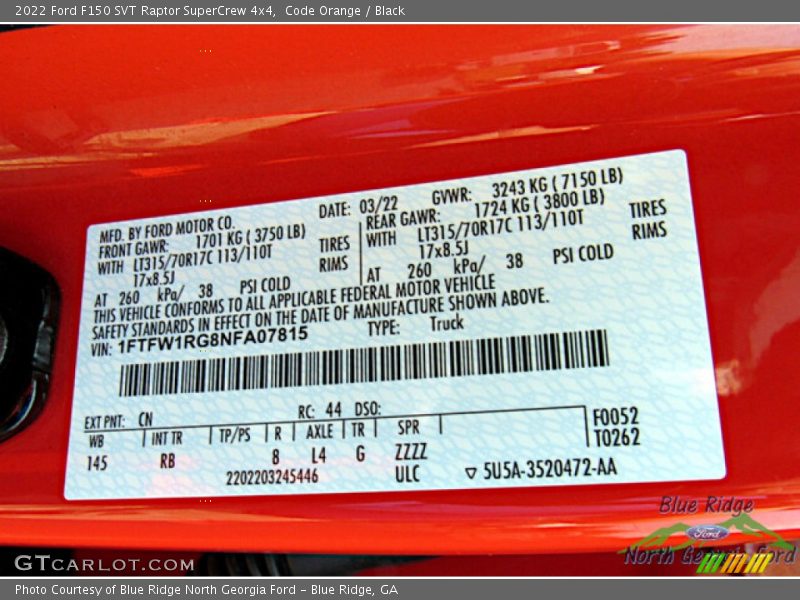 2022 Ford F150 SVT Raptor SuperCrew 4x4,  Code Orange / Black
MFD. BY FORD MOTOR CO.
DATE: 03/22
GVWR: 3243 KG ( 7150 LB)
FRONT GAWR: 1701 KG ( 3750 LB)
REAR GAWR: 1724 KG ( 3800 LB)
WITH LT315/70R17C 113/110T TIRES
WITH LT315/70R17C 113/110T TIRES
17x8.5J RIMS
17x8.5J RIMS
AT 260 kPa/ 38 PSI COLD
AT 260 kPa/ 38 PSI COLD
THIS VEHICLE CONFORMS TO ALL APPLICABLE FEDERAL MOTOR VEHICLE
SAFETY STANDARDS IN EFFECT ON THE DATE OF MANUFACTURE SHOWN ABOVE.
VIN: 1FTFW1RG8NFA07815
TYPE: Truck
EXT PNT: CN RC: 44 DSO:
WB INT TR TP/PS R AXLE TR SPR
F0052
145 RB 8 L4 G ZZZZ
T0262
2202203245446 ULC ▽ 5U5A-3520472-AA
Blue Ridge
Ford
North Georgia Ford
GTCARLOT.COM
Photo Courtesy of Blue Ridge North Georgia Ford – Blue Ridge, GA